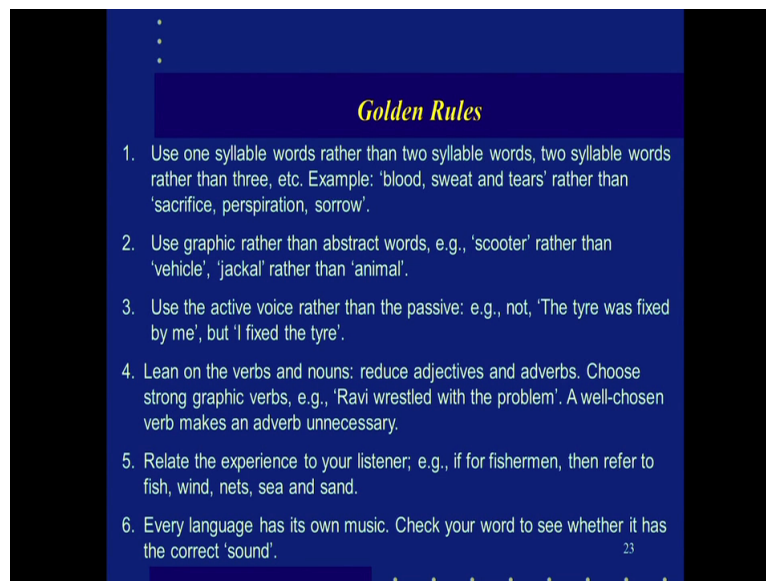 Golden Rules
1. Use one syllable words rather than two syllable words, two syllable words
rather than three, etc. Example: ‘blood, sweat and tears’ rather than
‘sacrifice, perspiration, sorrow’.
2. Use graphic rather than abstract words, e.g., ‘scooter’ rather than
‘vehicle’, ‘jackal’ rather than ‘animal’.
3. Use the active voice rather than the passive: e.g., not, ‘The tyre was fixed
by me’, but ‘I fixed the tyre’.
4. Lean on the verbs and nouns: reduce adjectives and adverbs. Choose
strong graphic verbs, e.g., ‘Ravi wrestled with the problem’. A well-chosen
verb makes an adverb unnecessary.
5. Relate the experience to your listener; e.g., if for fishermen, then refer to
fish, wind, nets, sea and sand.
6. Every language has its own music. Check your word to see whether it has
the correct ‘sound’.
23